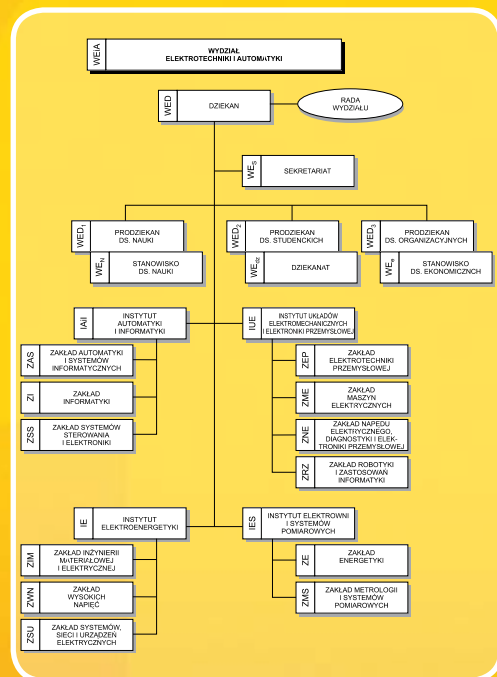 WEiA
WYDZIAŁ
ELEKTROTECHNIKI I AUTOMATYKI
WED
DZIEKAN
RADA
WYDZIAŁU
WES
SEKRETARIAT
WED1
PRODZIEKAN
DS. NAUKI
WEN
STANOWISKO
DS. NAUKI
WED2
PRODZIEKAN
DS. STUDENCKICH
WEdz
DZIEKANAT
WED3
PRODZIEKAN
DS. ORGANIZACYJNYCH
WEe
STANOWISKO
DS. EKONOMICZNCH
IAiI
INSTYTUT
AUTOMATYKI
I INFORMATYKI
ZAS
ZAKŁAD AUTOMATYKI
I SYSTEMÓW
INFORMATYCZNYCH
ZI
ZAKŁAD
INFORMATYKI
ZSS
ZAKŁAD SYSTEMÓW
STEROWANIA
I ELEKTRONIKI
IUE
INSTYTUT UKŁADÓW
ELEKTROMECHANICZNYCH
I ELEKTRONIKI PRZEMYSŁOWEJ
ZEP
ZAKŁAD
ELEKTROTECHNIKI
PRZEMYSŁOWEJ
ZME
ZAKŁAD
MASZYN
ELEKTRYCZNYCH
ZNE
ZAKŁAD NAPĘDU
ELEKTRYCZNEGO,
DIAGNOSTYKI I ELEK-
TRONIKI PRZEMYSŁOWEJ
ZRZ
ZAKŁAD ROBOTYKI
I ZASTOSOWAŃ
INFORMATYKI
IE
INSTYTUT
ELEKTROENERGETYKI
ZIM
ZAKŁAD INŻYNIERII
MATERIAŁOWEJ
I ELEKTRYCZNEJ
ZWN
ZAKŁAD
WYSOKICH
NAPIĘĆ
ZSU
ZAKŁAD SYSTEMÓW,
SIECI I URZĄDZEŃ
ELEKTRYCZNYCH
IES
INSTYTUT ELEKTROWNI
I SYSTEMÓW
POMIAROWYCH
ZE
ZAKŁAD
ENERGETYKI
ZMS
ZAKŁAD METROLOGII
I SYSTEMÓW
POMIAROWYCH